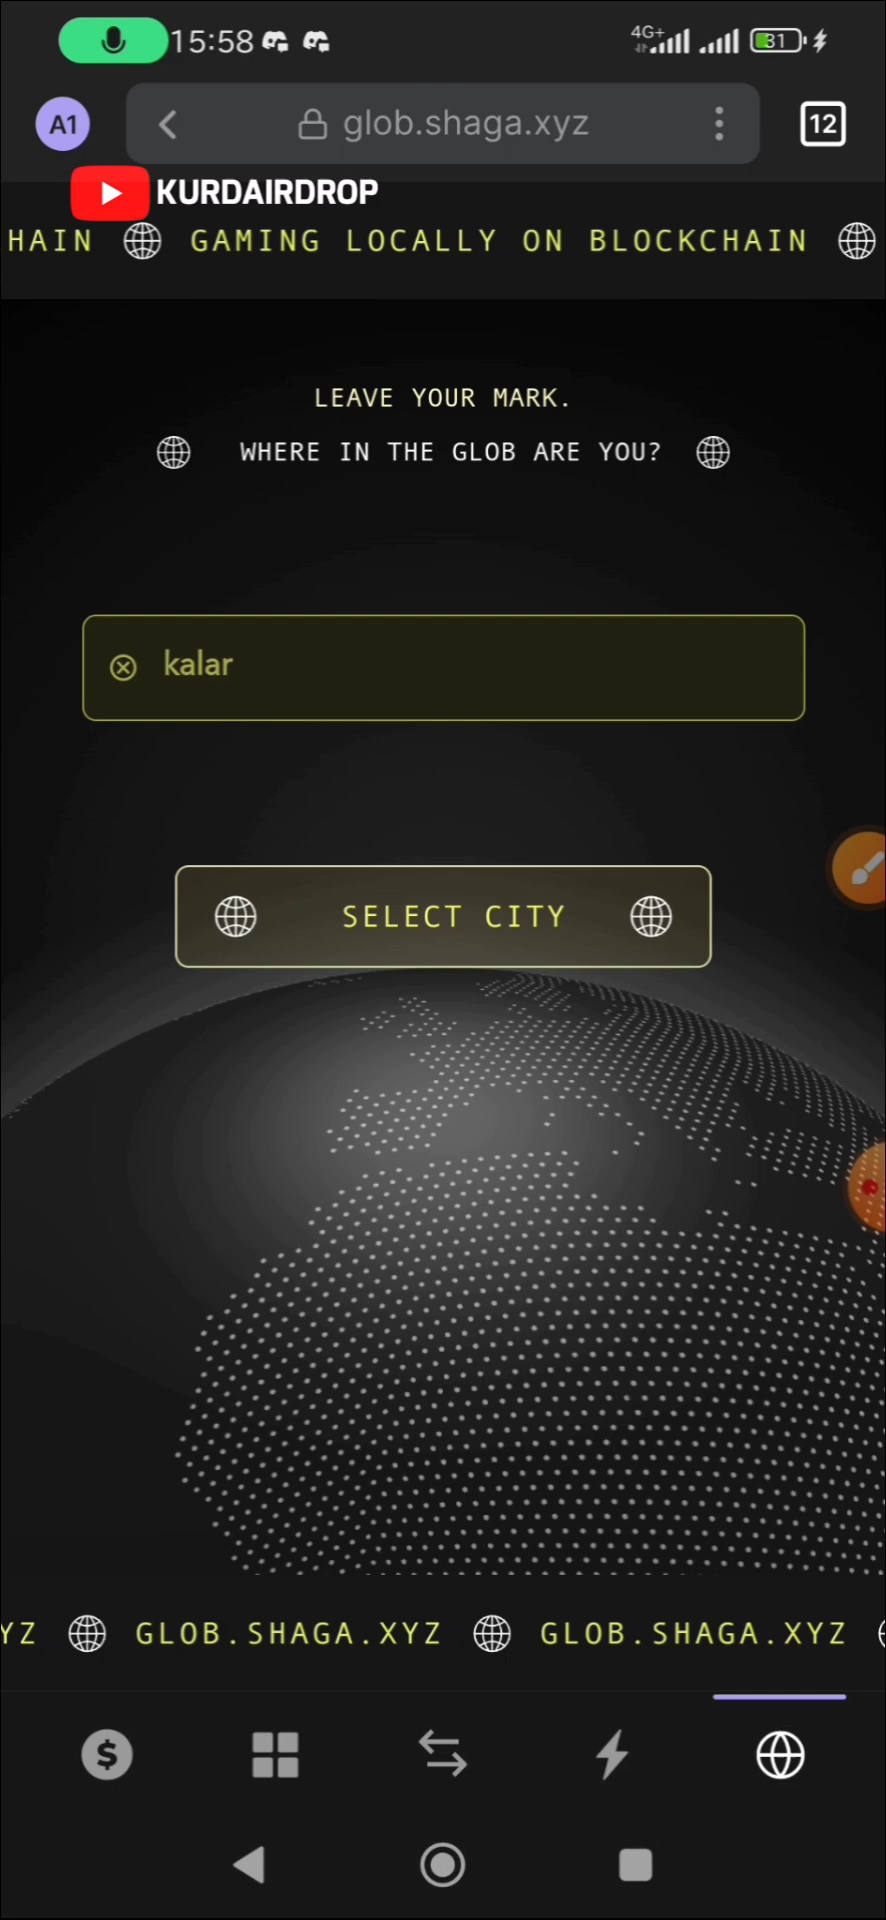 15:58
4G+
31
A1
glob.shaga.xyz
12
KURDAIRDROP
HAIN GAMING LOCALLY ON BLOCKCHAIN
LEAVE YOUR MARK.
WHERE IN THE GLOB ARE YOU?
kalar
SELECT CITY
YZ GLOB.SHAGA.XYZ GLOB.SHAGA.XYZ